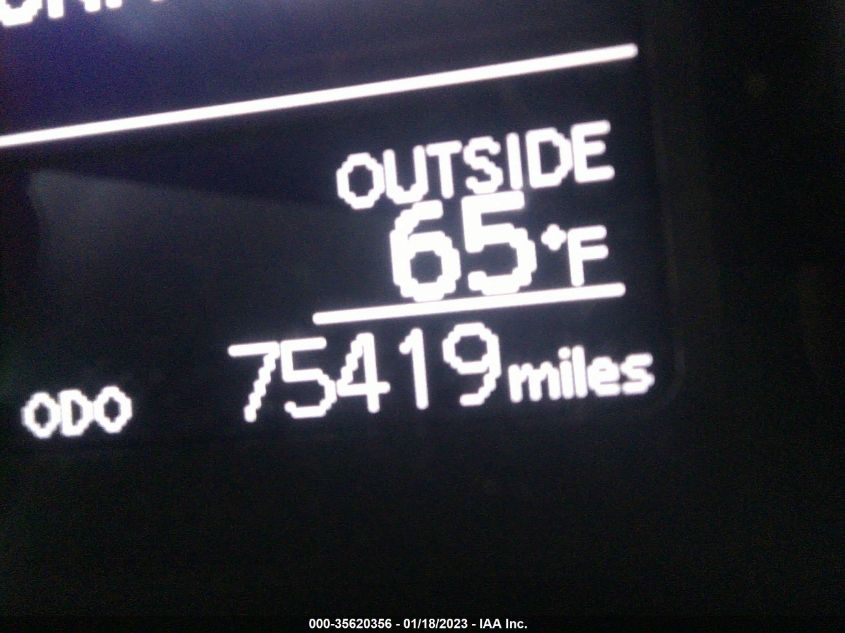 OUTSIDE
65°F
ODO 75419 miles
000-35620356 - 01/18/2023 - IAA Inc.